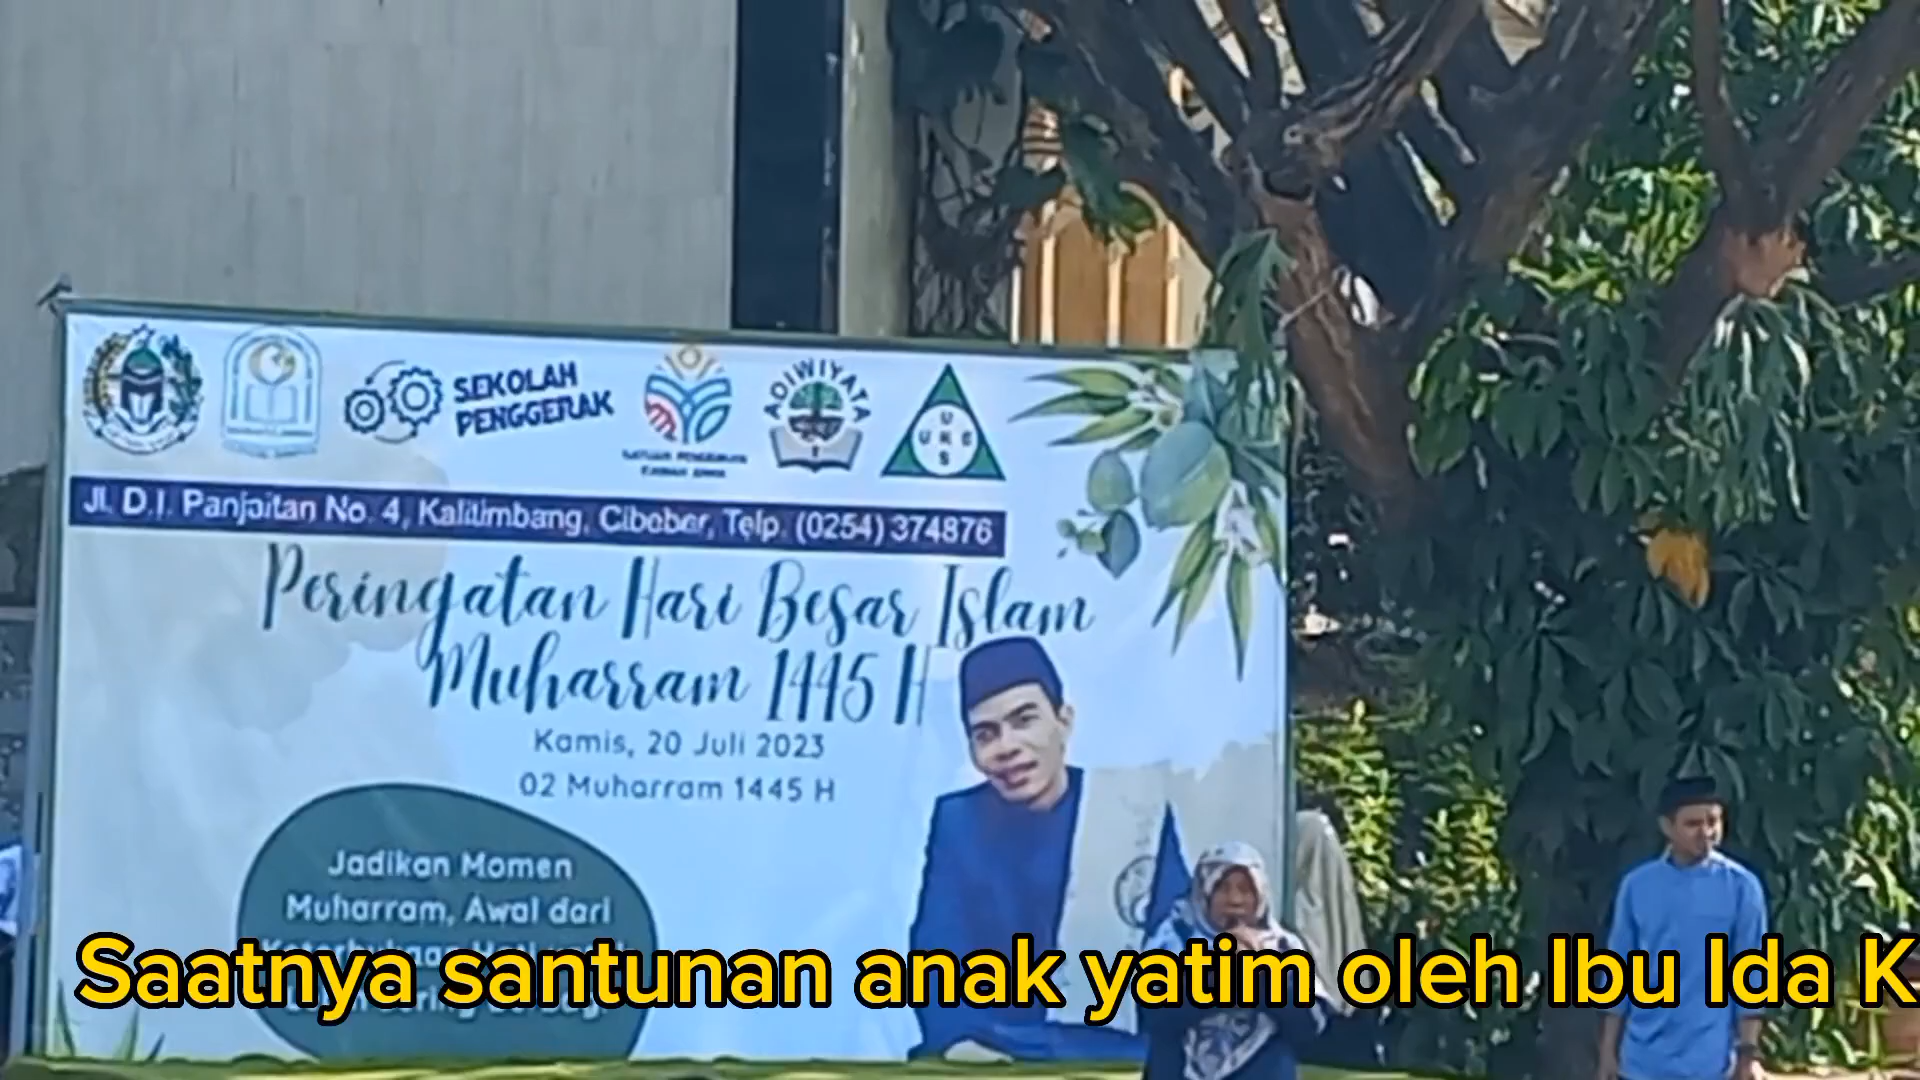 SEKOLAH
PENGGERAK
ADIWIYATA
U
U K S
S
Jl. D.I. Panjaitan No. 4, Kalitimbang, Cibeber, Telp. (0254) 374876
Peringatan Hari Besar Islam
Muharram 1445 H
Kamis, 20 Juli 2023
02 Muharram 1445 H
Jadikan Momen
Muharram, Awal dari
Saatnya santunan anak yatim oleh Ibu Ida K